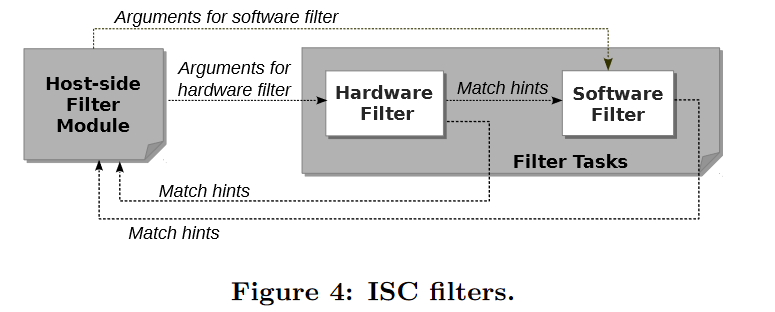 Arguments for software filter
Host-side
Filter
Module
Arguments for
hardware filter
Hardware
Filter
Match hints
Software
Filter
Filter Tasks
Match hints
Match hints
Figure 4: ISC filters.